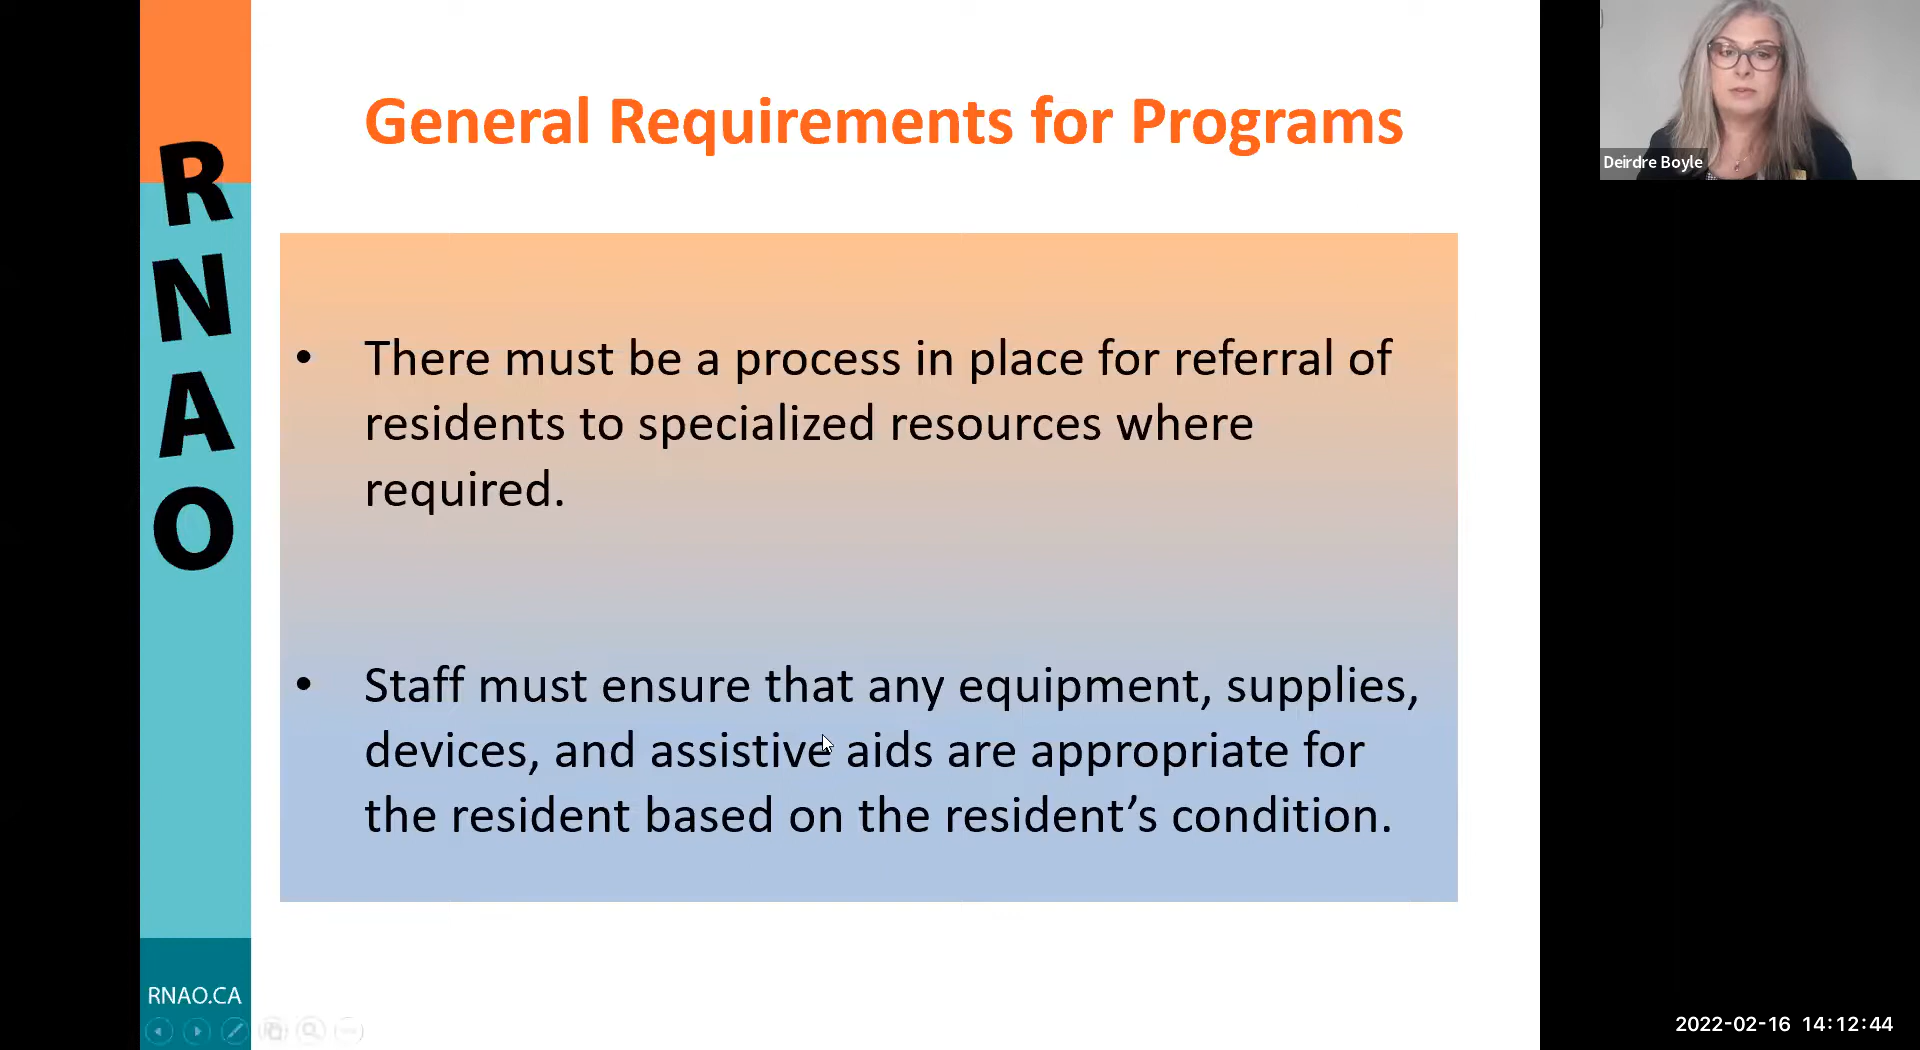 General Requirements for Programs
Deirdre Boyle
R
N
A
O
• There must be a process in place for referral of
residents to specialized resources where
required.
• Staff must ensure that any equipment, supplies,
devices, and assistive aids are appropriate for
the resident based on the resident’s condition.
RNAO.CA
2022-02-16 14:12:44